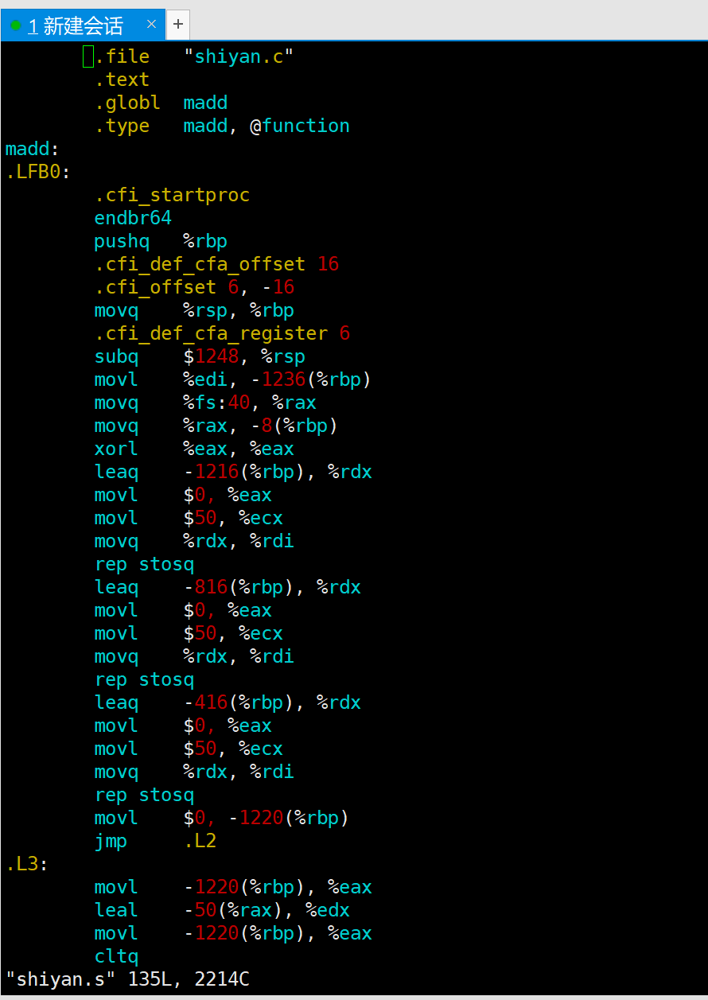 1 新建会话 × +
.file "shiyan.c"
.text
.globl madd
.type madd, @function
madd:
.LFB0:
.cfi_startproc
endbr64
pushq %rbp
.cfi_def_cfa_offset 16
.cfi_offset 6, -16
movq %rsp, %rbp
.cfi_def_cfa_register 6
subq $1248, %rsp
movl %edi, -1236(%rbp)
movq %fs:40, %rax
movq %rax, -8(%rbp)
xorl %eax, %eax
leaq -1216(%rbp), %rdx
movl $0, %eax
movl $50, %ecx
movq %rdx, %rdi
rep stosq
leaq -816(%rbp), %rdx
movl $0, %eax
movl $50, %ecx
movq %rdx, %rdi
rep stosq
leaq -416(%rbp), %rdx
movl $0, %eax
movl $50, %ecx
movq %rdx, %rdi
rep stosq
movl $0, -1220(%rbp)
jmp .L2
.L3:
movl -1220(%rbp), %eax
leal -50(%rax), %edx
movl -1220(%rbp), %eax
cltq
"shiyan.s" 135L, 2214C